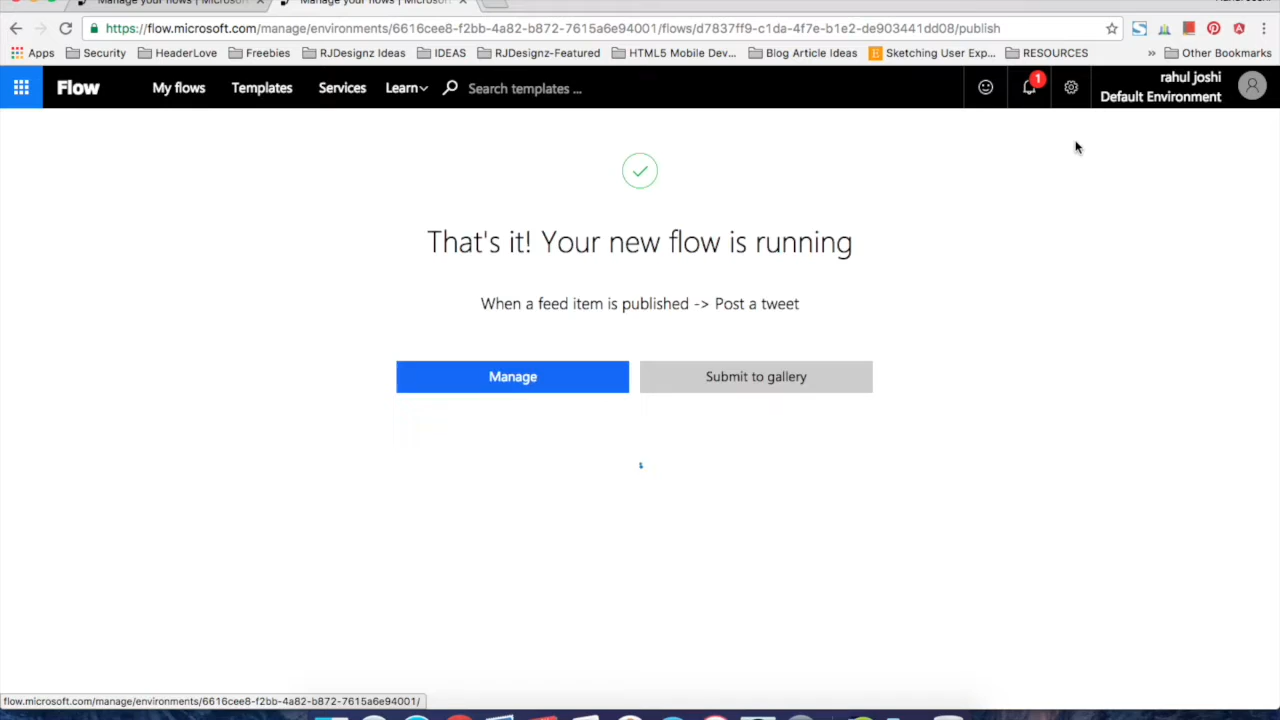 https://flow.microsoft.com/manage/environments/6616cee8-f2bb-4a82-b872-7615a6e94001/flows/d7837ff9-c1da-4f7e-b1e2-de903441dd08/publish
Apps Security HeaderLove Freebies RJDesignz Ideas IDEAS RJDesignz-Featured HTML5 Mobile Dev... Blog Article Ideas Sketching User Exp... RESOURCES » Other Bookmarks
Flow My flows Templates Services Learn Search templates ... 1 rahul joshi
Default Environment
That's it! Your new flow is running
When a feed item is published -> Post a tweet
Manage Submit to gallery
flow.microsoft.com/manage/environments/6616cee8-f2bb-4a82-b872-7615a6e94001/